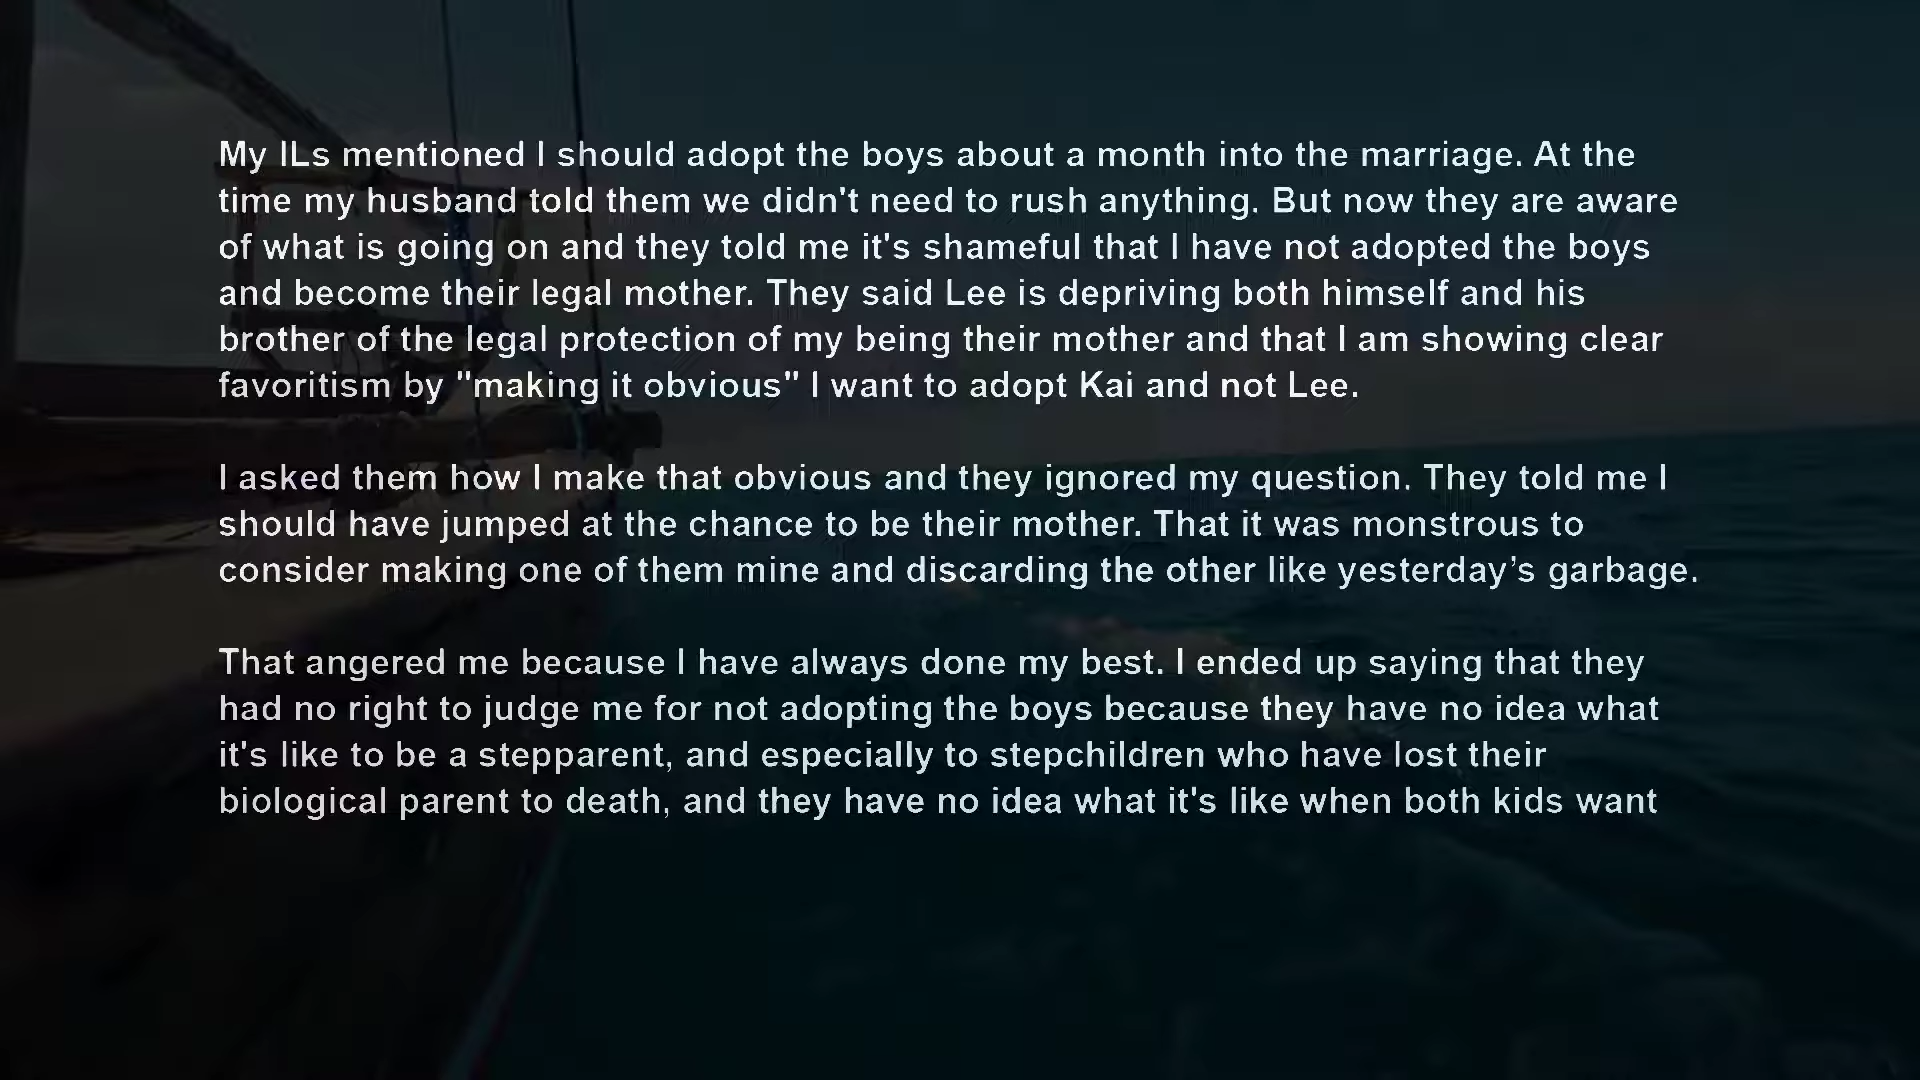 My ILs mentioned I should adopt the boys about a month into the marriage. At the
time my husband told them we didn't need to rush anything. But now they are aware
of what is going on and they told me it's shameful that I have not adopted the boys
and become their legal mother. They said Lee is depriving both himself and his
brother of the legal protection of my being their mother and that I am showing clear
favoritism by "making it obvious" I want to adopt Kai and not Lee.
I asked them how I make that obvious and they ignored my question. They told me I
should have jumped at the chance to be their mother. That it was monstrous to
consider making one of them mine and discarding the other like yesterday’s garbage.
That angered me because I have always done my best. I ended up saying that they
had no right to judge me for not adopting the boys because they have no idea what
it's like to be a stepparent, and especially to stepchildren who have lost their
biological parent to death, and they have no idea what it's like when both kids want